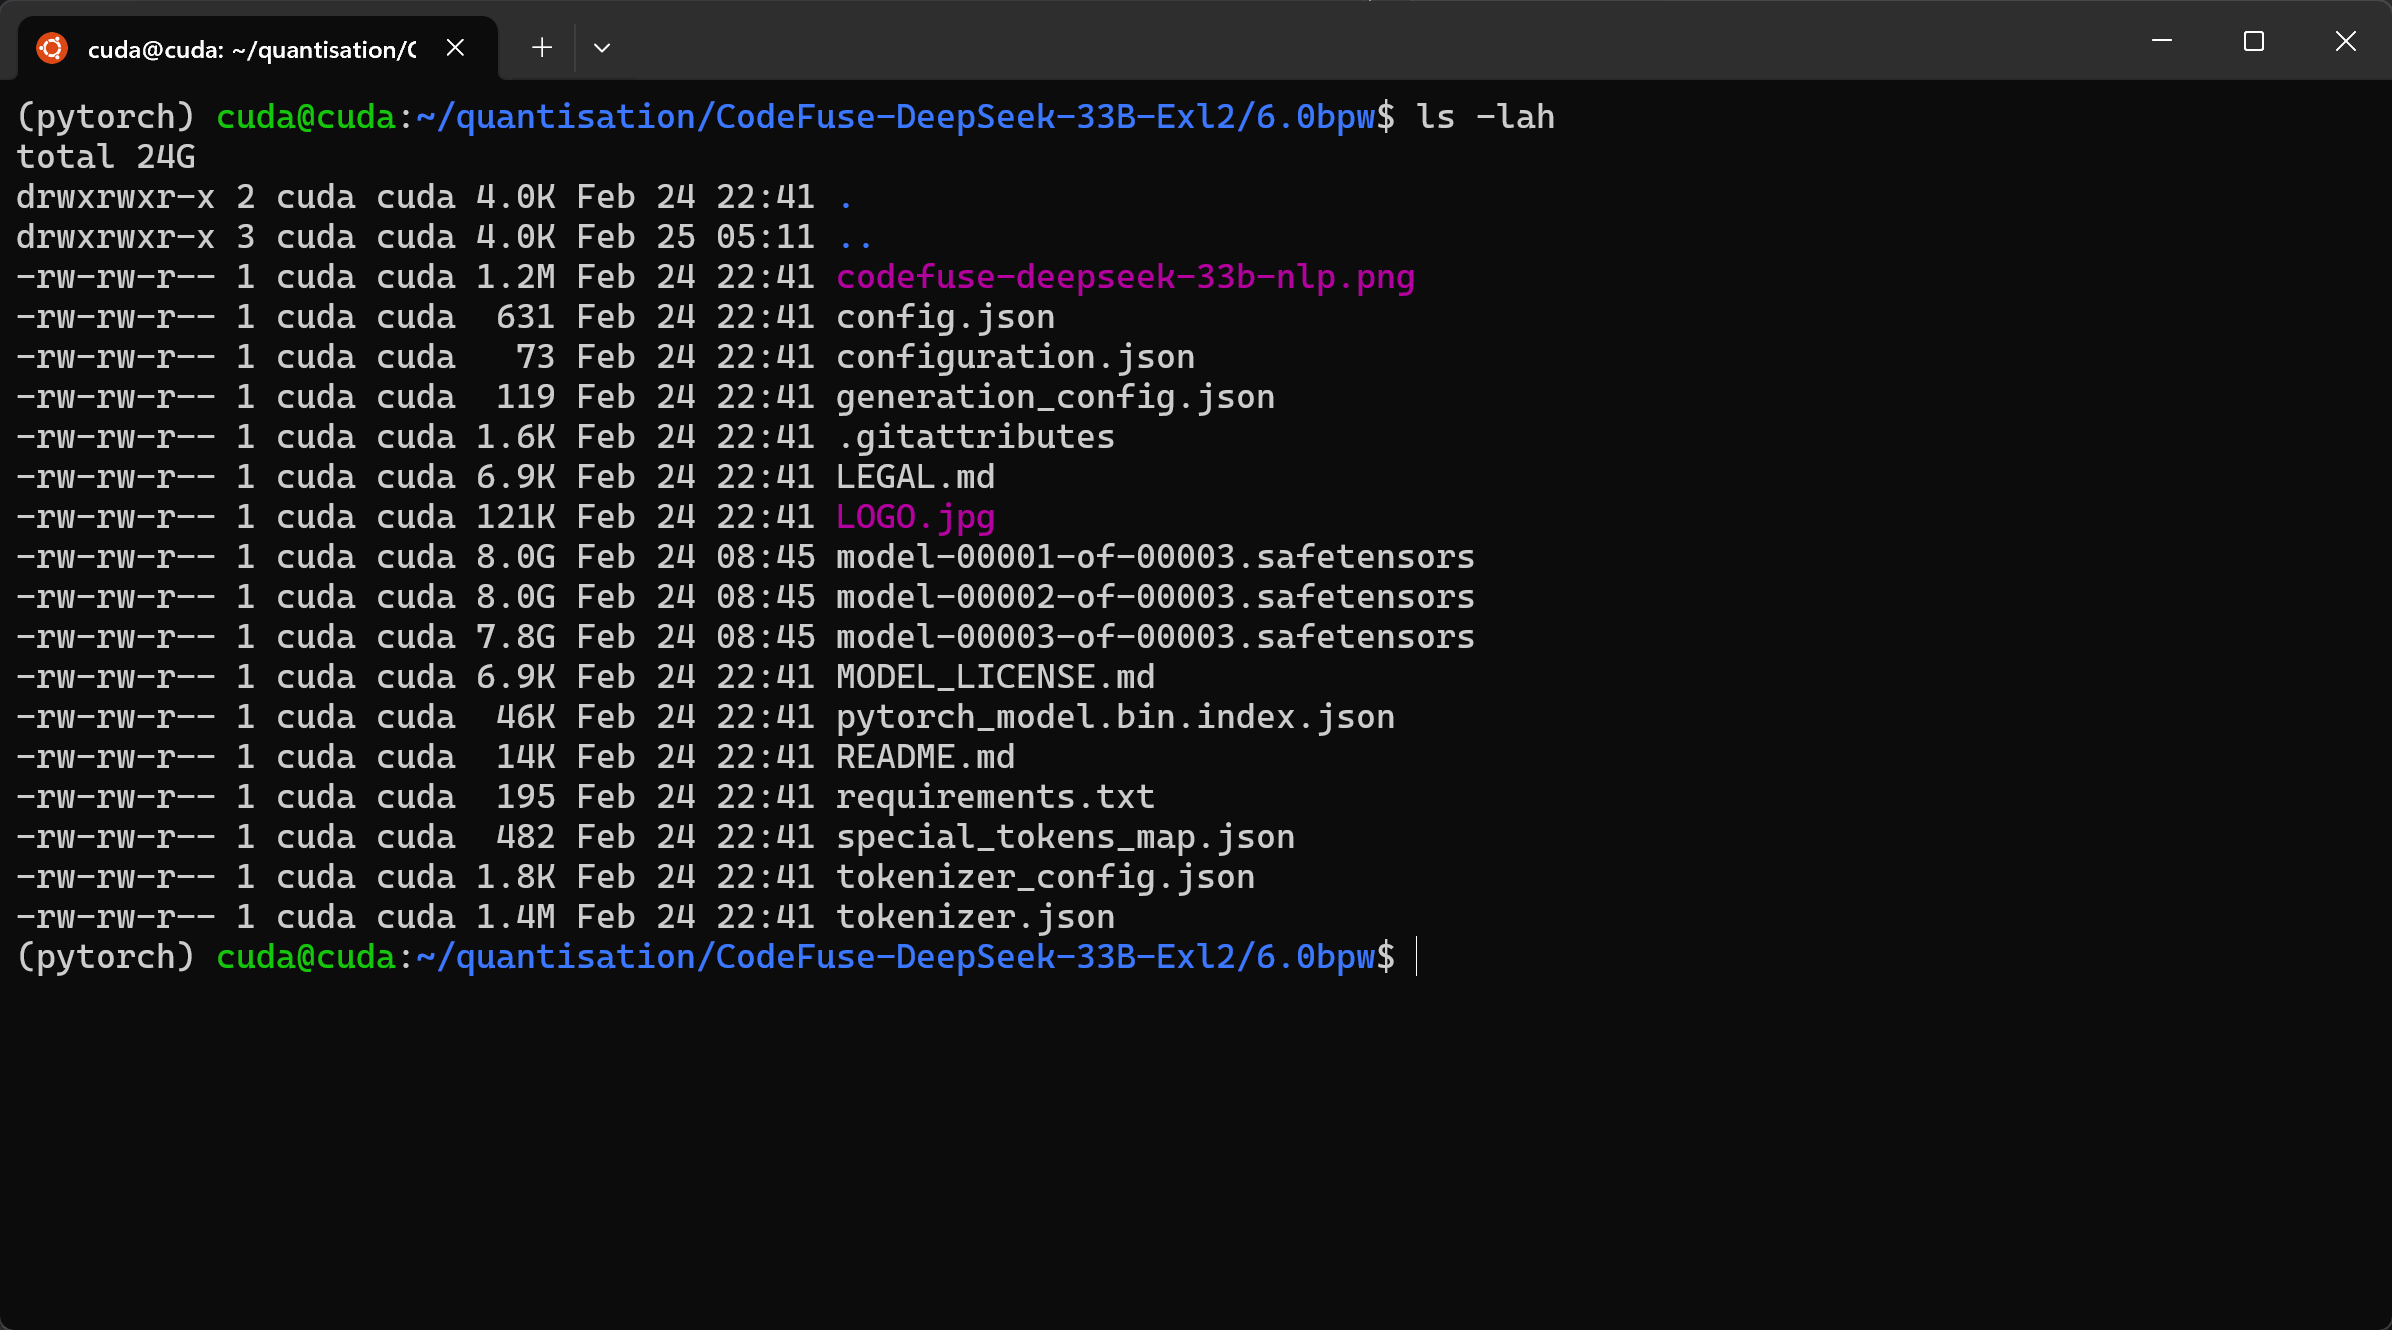 cuda@cuda: ~/quantisation/C
(pytorch) cuda@cuda:~/quantisation/CodeFuse-DeepSeek-33B-Exl2/6.0bpw$ ls -lah
total 24G
drwxrwxr-x 2 cuda cuda 4.0K Feb 24 22:41 .
drwxrwxr-x 3 cuda cuda 4.0K Feb 25 05:11 ..
-rw-rw-r-- 1 cuda cuda 1.2M Feb 24 22:41 codefuse-deepseek-33b-nlp.png
-rw-rw-r-- 1 cuda cuda  631 Feb 24 22:41 config.json
-rw-rw-r-- 1 cuda cuda   73 Feb 24 22:41 configuration.json
-rw-rw-r-- 1 cuda cuda  119 Feb 24 22:41 generation_config.json
-rw-rw-r-- 1 cuda cuda 1.6K Feb 24 22:41 .gitattributes
-rw-rw-r-- 1 cuda cuda 6.9K Feb 24 22:41 LEGAL.md
-rw-rw-r-- 1 cuda cuda 121K Feb 24 22:41 LOGO.jpg
-rw-rw-r-- 1 cuda cuda 8.0G Feb 24 08:45 model-00001-of-00003.safetensors
-rw-rw-r-- 1 cuda cuda 8.0G Feb 24 08:45 model-00002-of-00003.safetensors
-rw-rw-r-- 1 cuda cuda 7.8G Feb 24 08:45 model-00003-of-00003.safetensors
-rw-rw-r-- 1 cuda cuda 6.9K Feb 24 22:41 MODEL_LICENSE.md
-rw-rw-r-- 1 cuda cuda  46K Feb 24 22:41 pytorch_model.bin.index.json
-rw-rw-r-- 1 cuda cuda  14K Feb 24 22:41 README.md
-rw-rw-r-- 1 cuda cuda  195 Feb 24 22:41 requirements.txt
-rw-rw-r-- 1 cuda cuda  482 Feb 24 22:41 special_tokens_map.json
-rw-rw-r-- 1 cuda cuda 1.8K Feb 24 22:41 tokenizer_config.json
-rw-rw-r-- 1 cuda cuda 1.4M Feb 24 22:41 tokenizer.json
(pytorch) cuda@cuda:~/quantisation/CodeFuse-DeepSeek-33B-Exl2/6.0bpw$